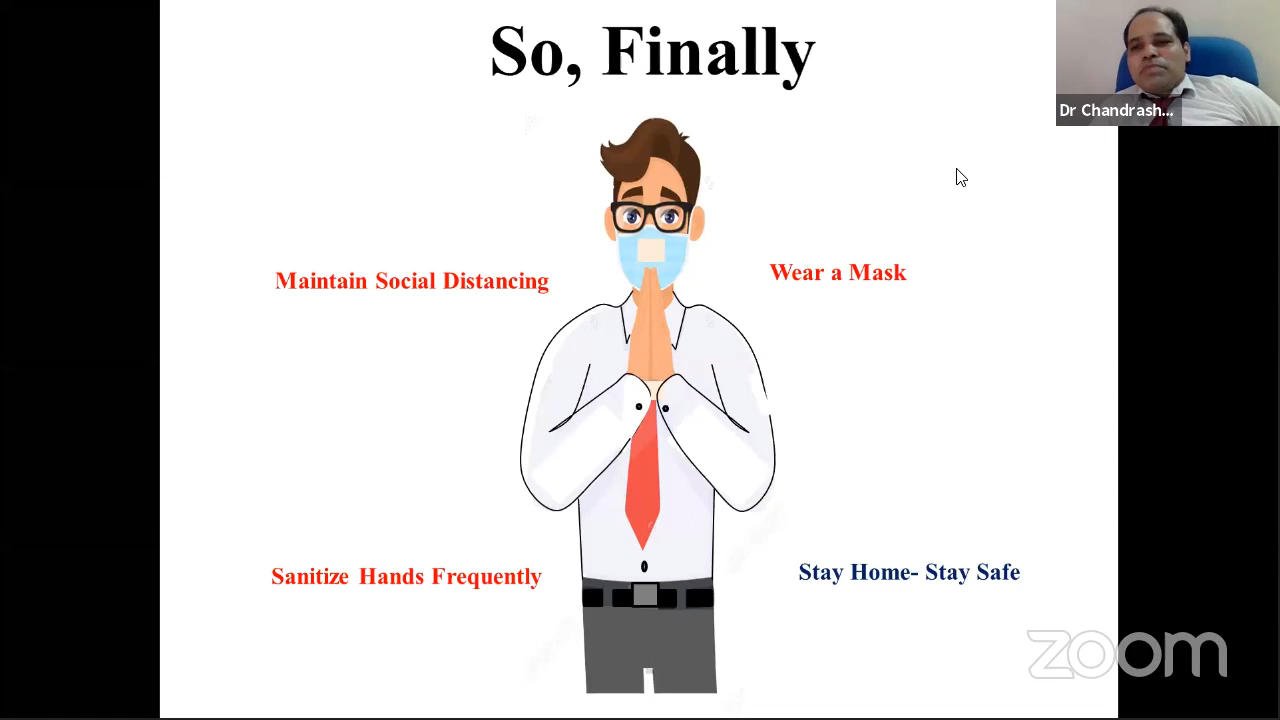 So, Finally
Dr Chandrash...
Maintain Social Distancing
Wear a Mask
Sanitize Hands Frequently
Stay Home- Stay Safe
zoom